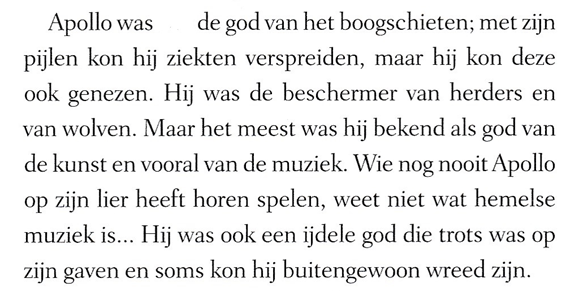 Apollo was de god van het boogschieten; met zijn
pijlen kon hij ziekten verspreiden, maar hij kon deze
ook genezen. Hij was de beschermer van herders en
van wolven. Maar het meest was hij bekend als god van
de kunst en vooral van de muziek. Wie nog nooit Apollo
op zijn lier heeft horen spelen, weet niet wat hemelse
muziek is... Hij was ook een ijdele god die trots was op
zijn gaven en soms kon hij buitengewoon wreed zijn.